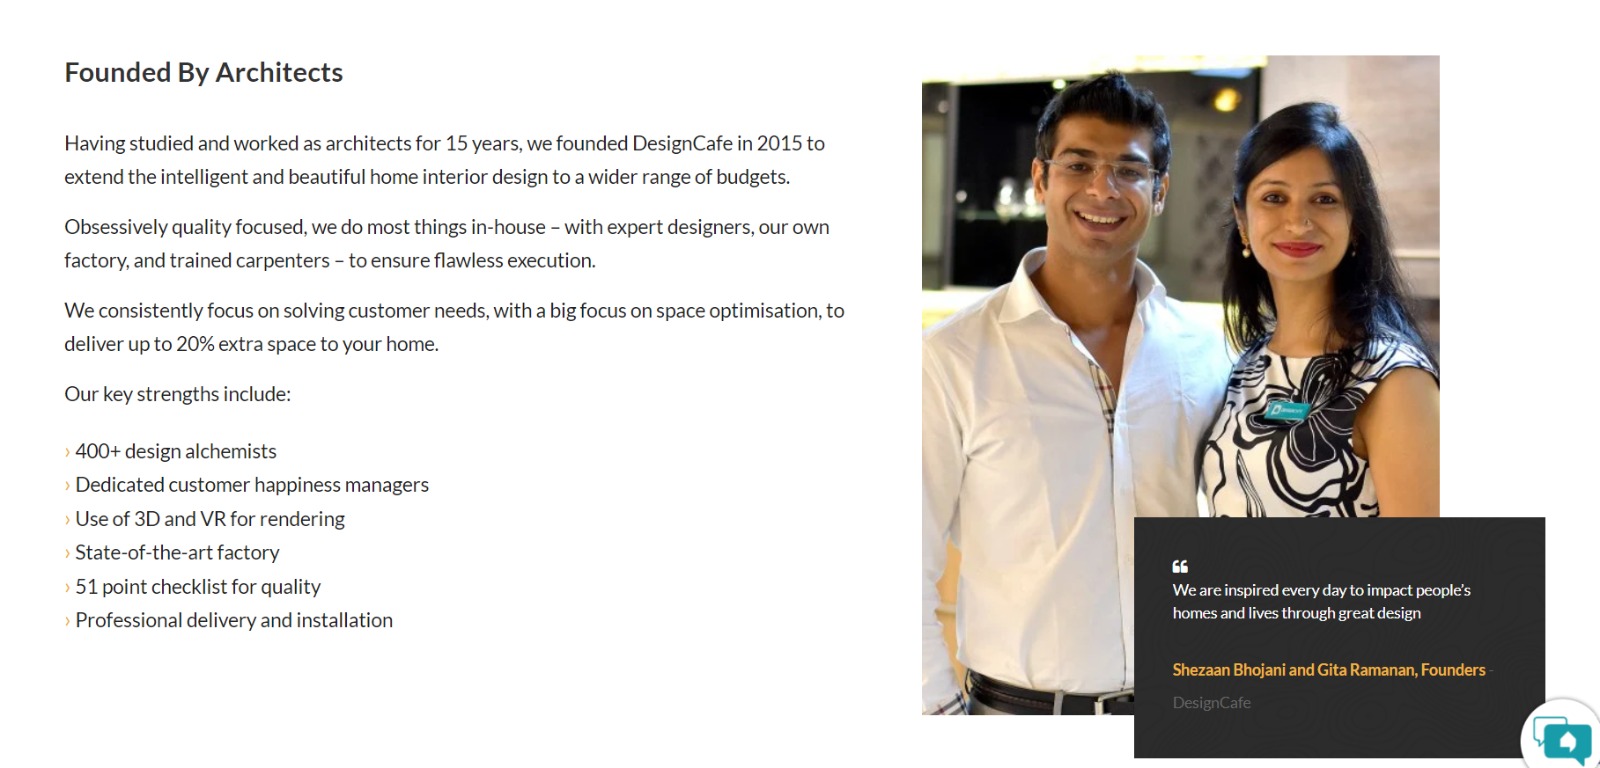 Founded By Architects
Having studied and worked as architects for 15 years, we founded DesignCafe in 2015 to
extend the intelligent and beautiful home interior design to a wider range of budgets.
Obsessively quality focused, we do most things in-house – with expert designers, our own
factory, and trained carpenters – to ensure flawless execution.
We consistently focus on solving customer needs, with a big focus on space optimisation, to
deliver up to 20% extra space to your home.
Our key strengths include:
› 400+ design alchemists
› Dedicated customer happiness managers
› Use of 3D and VR for rendering
› State-of-the-art factory
› 51 point checklist for quality
› Professional delivery and installation
“
We are inspired every day to impact people’s
homes and lives through great design
Shezaan Bhojani and Gita Ramanan, Founders -
DesignCafe